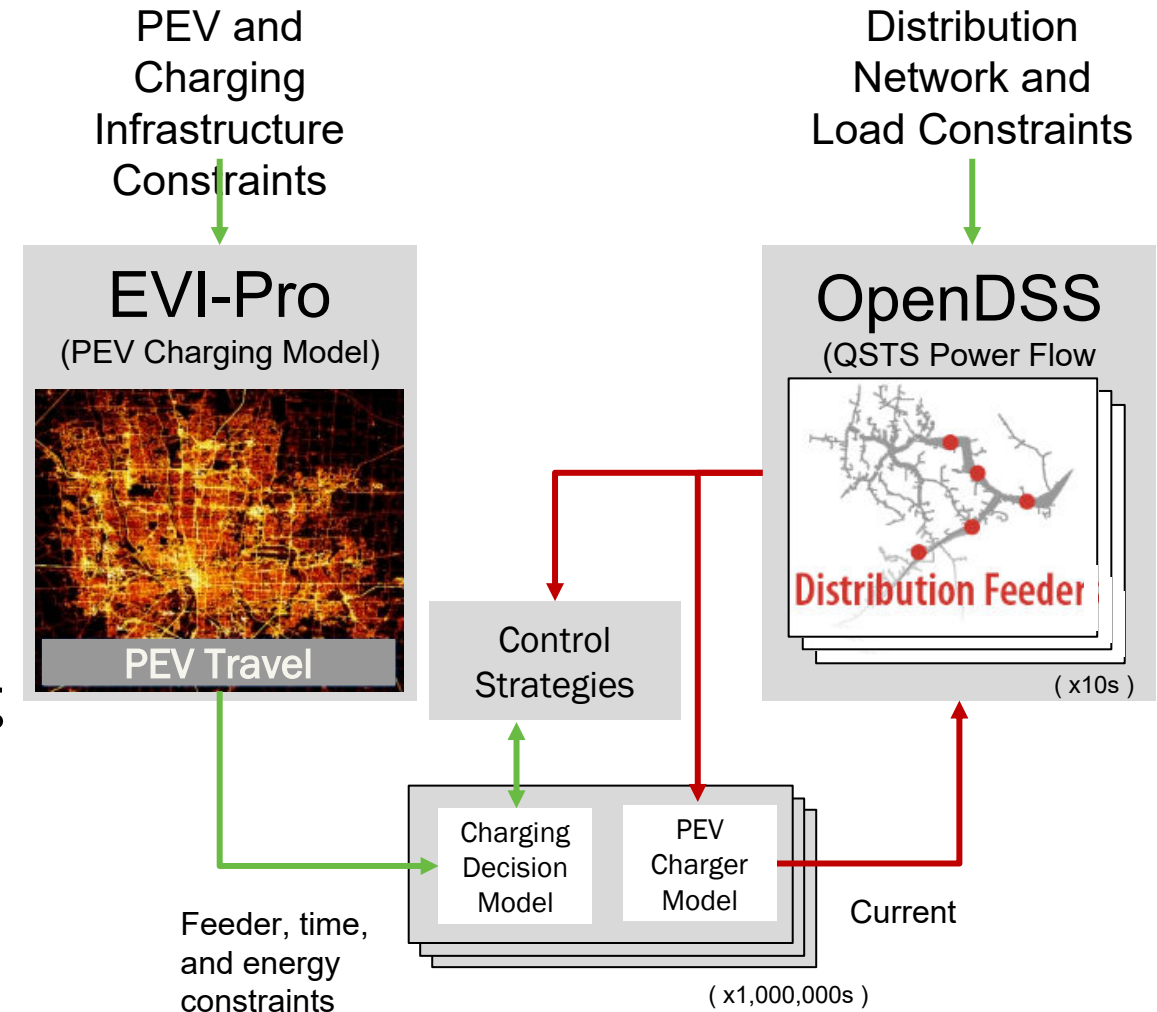 PEV and
Charging
Infrastructure
Constraints
Distribution
Network and
Load Constraints
EVI-Pro
(PEV Charging Model)
PEV Travel
OpenDSS
(QSTS Power Flow
Distribution Feeder
( x10s )
Control
Strategies
Charging
Decision
Model
PEV
Charger
Model
Feeder, time,
and energy
constraints
Current
( x1,000,000s )